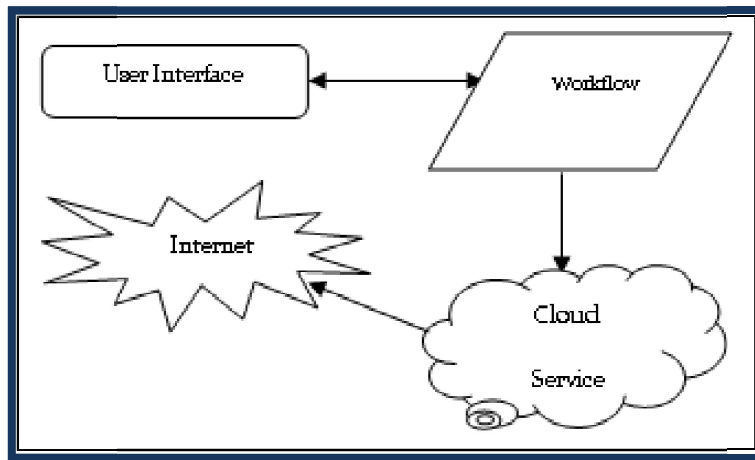 User Interface
Workflow
Internet
Cloud
Service